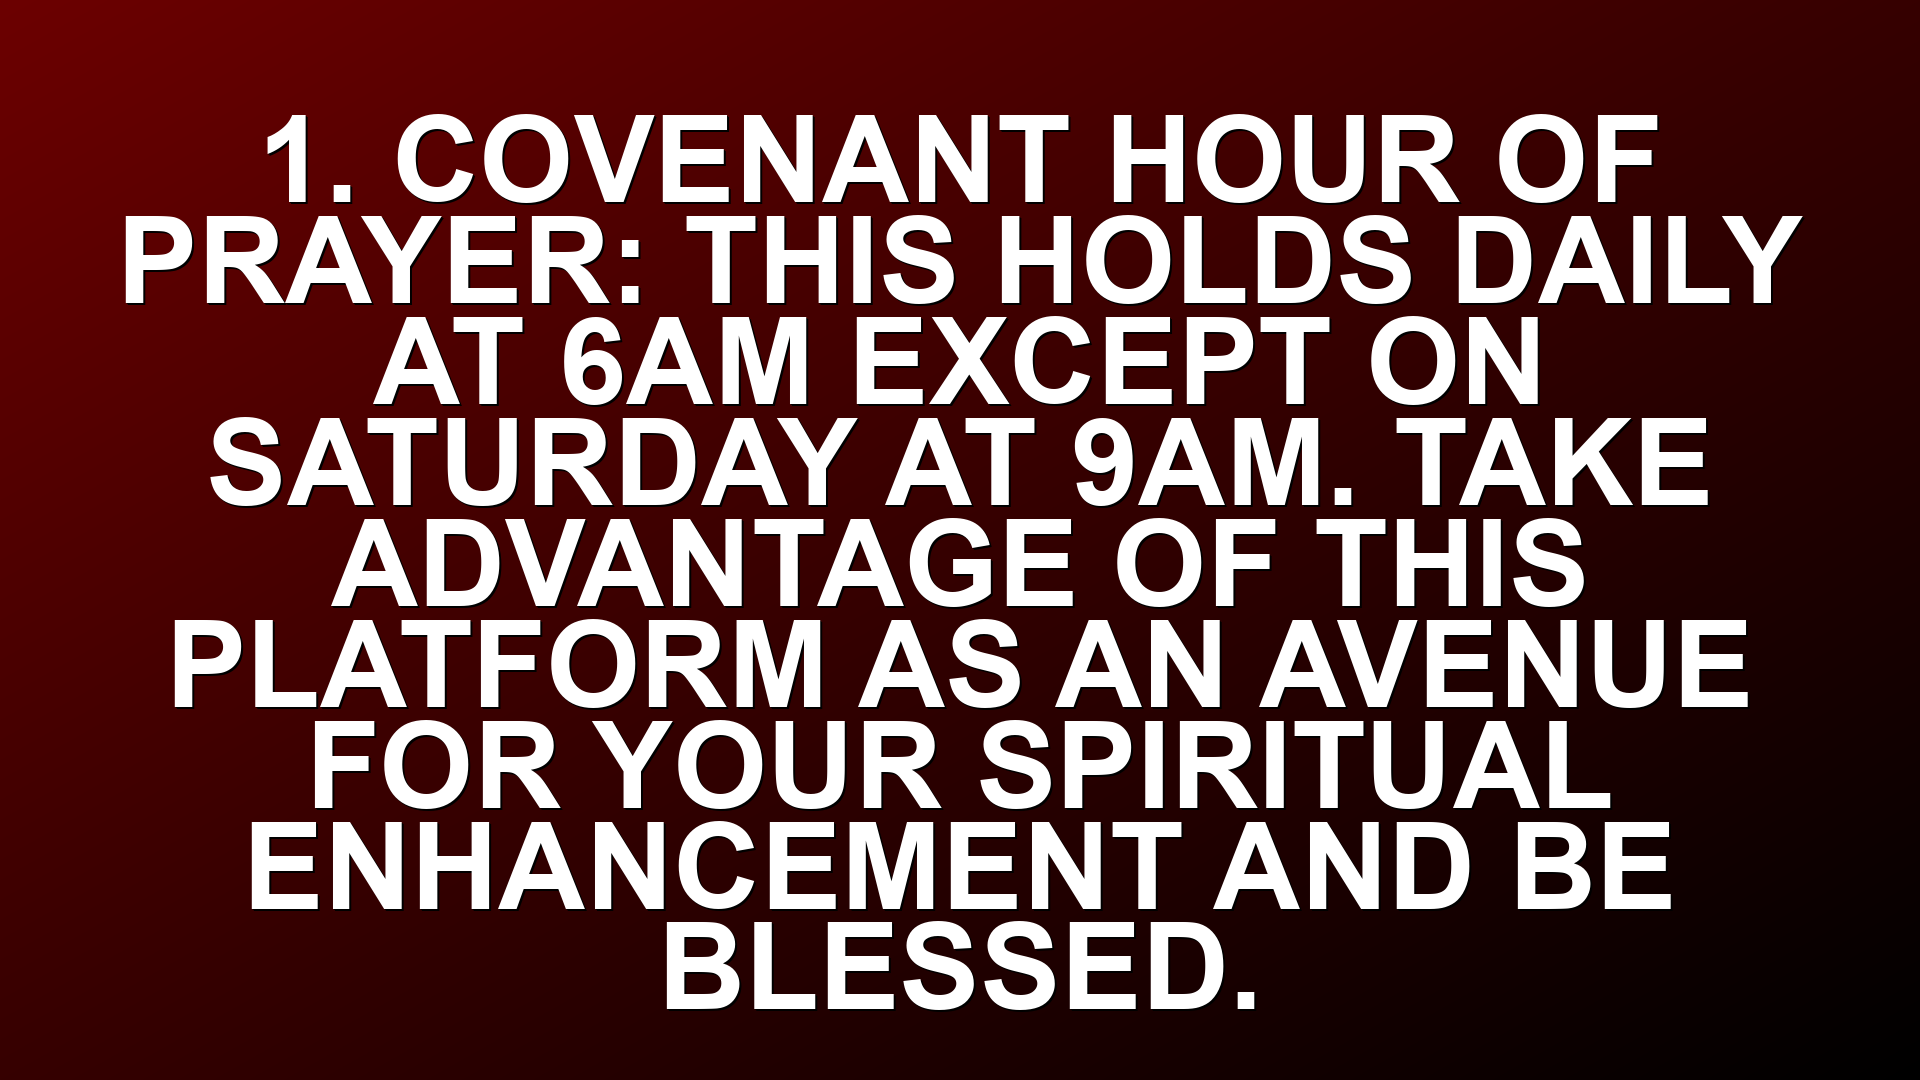 1. COVENANT HOUR OF
PRAYER: THIS HOLDS DAILY
AT 6AM EXCEPT ON
SATURDAY AT 9AM. TAKE
ADVANTAGE OF THIS
PLATFORM AS AN AVENUE
FOR YOUR SPIRITUAL
ENHANCEMENT AND BE
BLESSED.